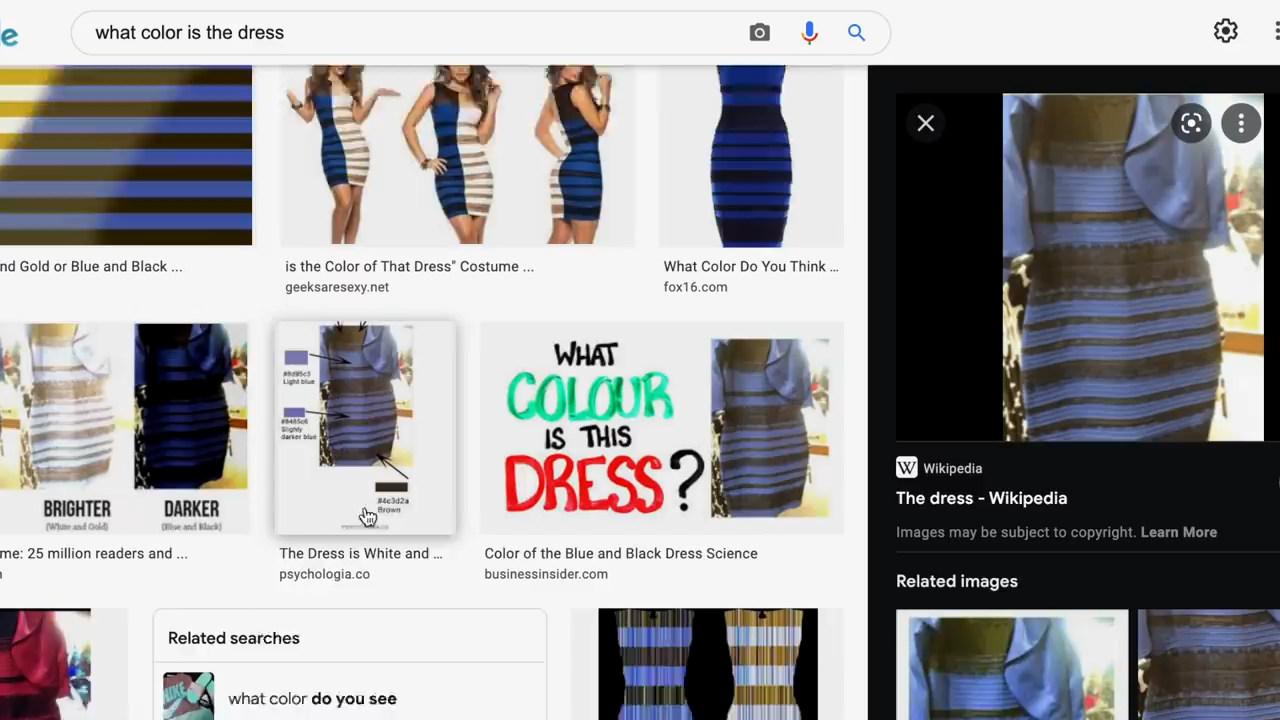 what color is the dress
nd Gold or Blue and Black ...
is the Color of That Dress" Costume ...
geeksaresexy.net
What Color Do You Think ...
fox16.com
BRIGHTER
(White and Gold)
DARKER
(Blue and Black)
Light blue
Slighly
darker blue
#4c3d2a
Brown
WHAT
COLOUR
IS THIS
DRESS?
W Wikipedia
The dress - Wikipedia
Images may be subject to copyright. Learn More
me: 25 million readers and ...
The Dress is White and ...
psychologia.co
Color of the Blue and Black Dress Science
businessinsider.com
Related images
Related searches
what color do you see